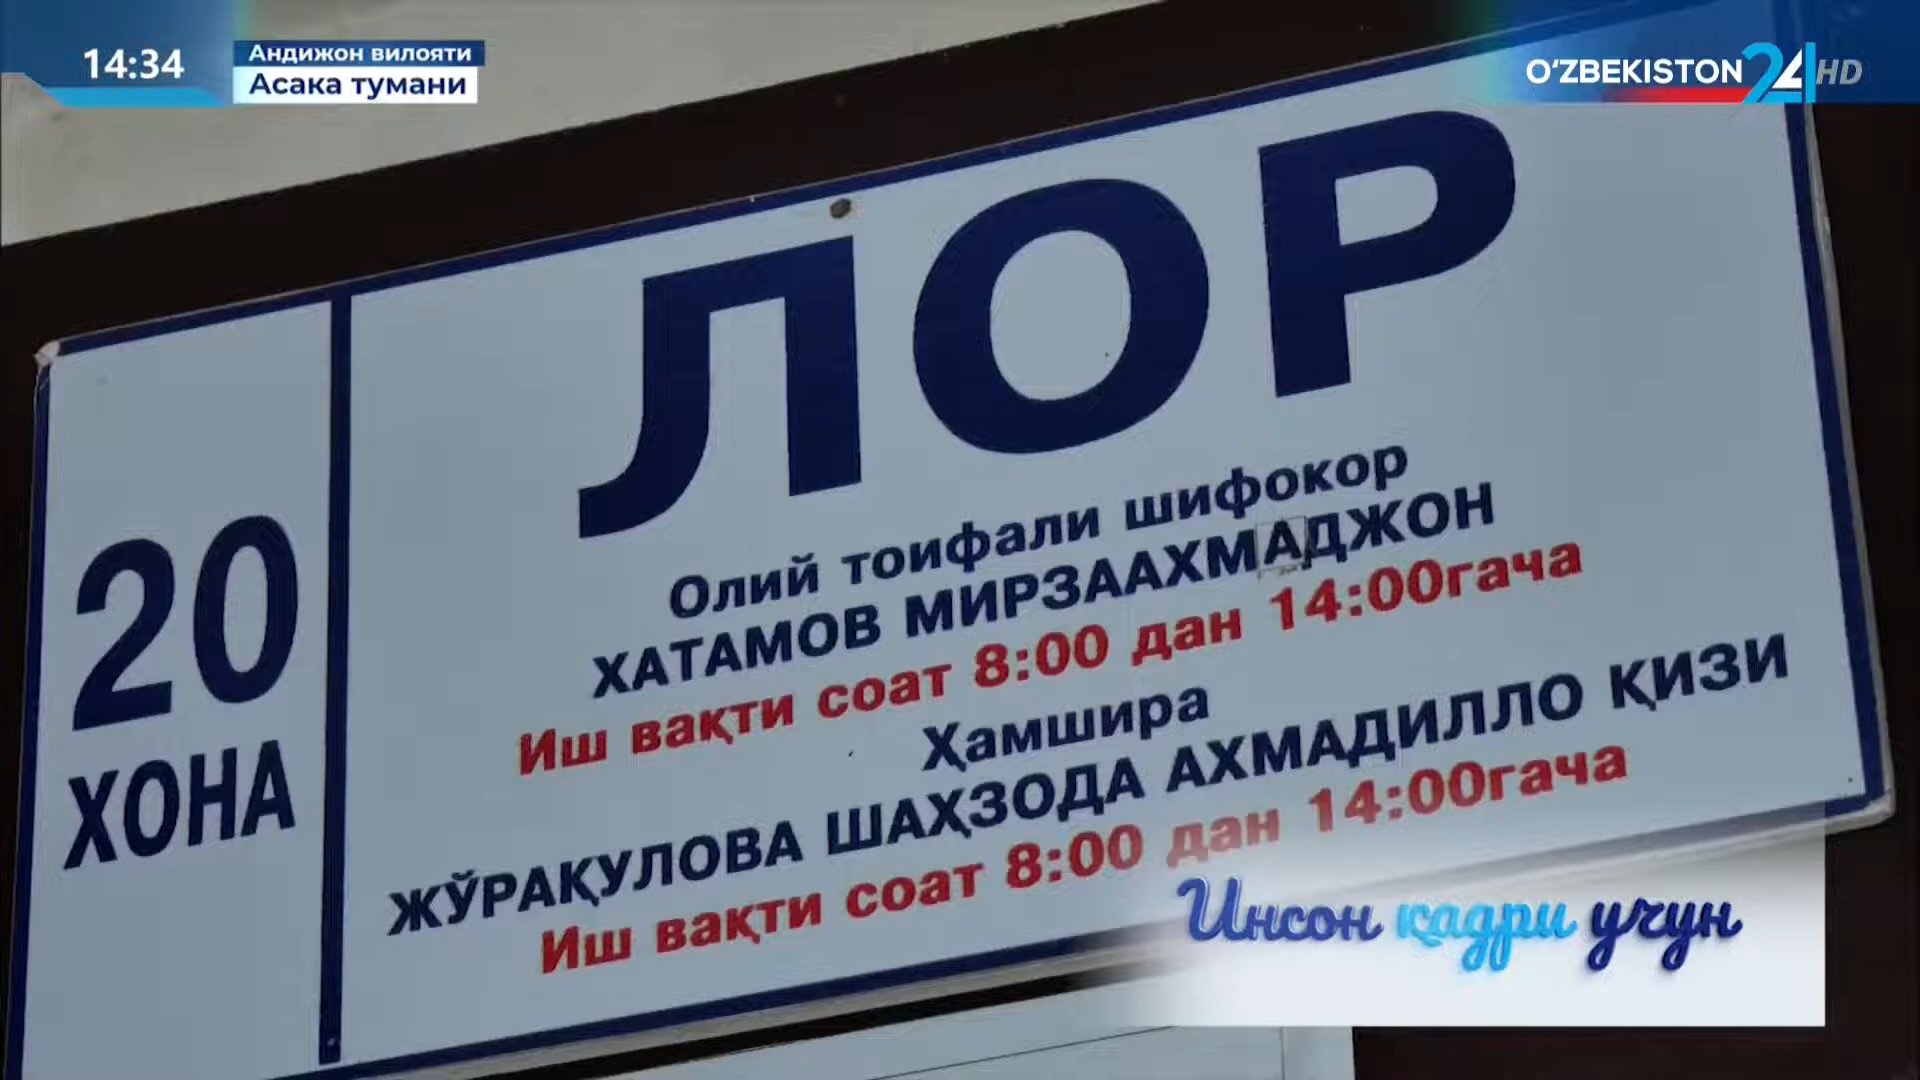 14:34
Андижон вилояти
Асака тумани
O‘ZBEKISTON 24 HD
ЛОР
20
ХОНА
Олий тоифали шифокор
ХАТАМОВ МИРЗААХМАДЖОН
Иш вақти соат 8:00 дан 14:00гача
Ҳамшира
ЖЎРАҚУЛОВА ШАҲЗОДА АХМАДИЛЛО ҚИЗИ
Иш вақти соат 8:00 дан 14:00гача
Инсон қадри учун